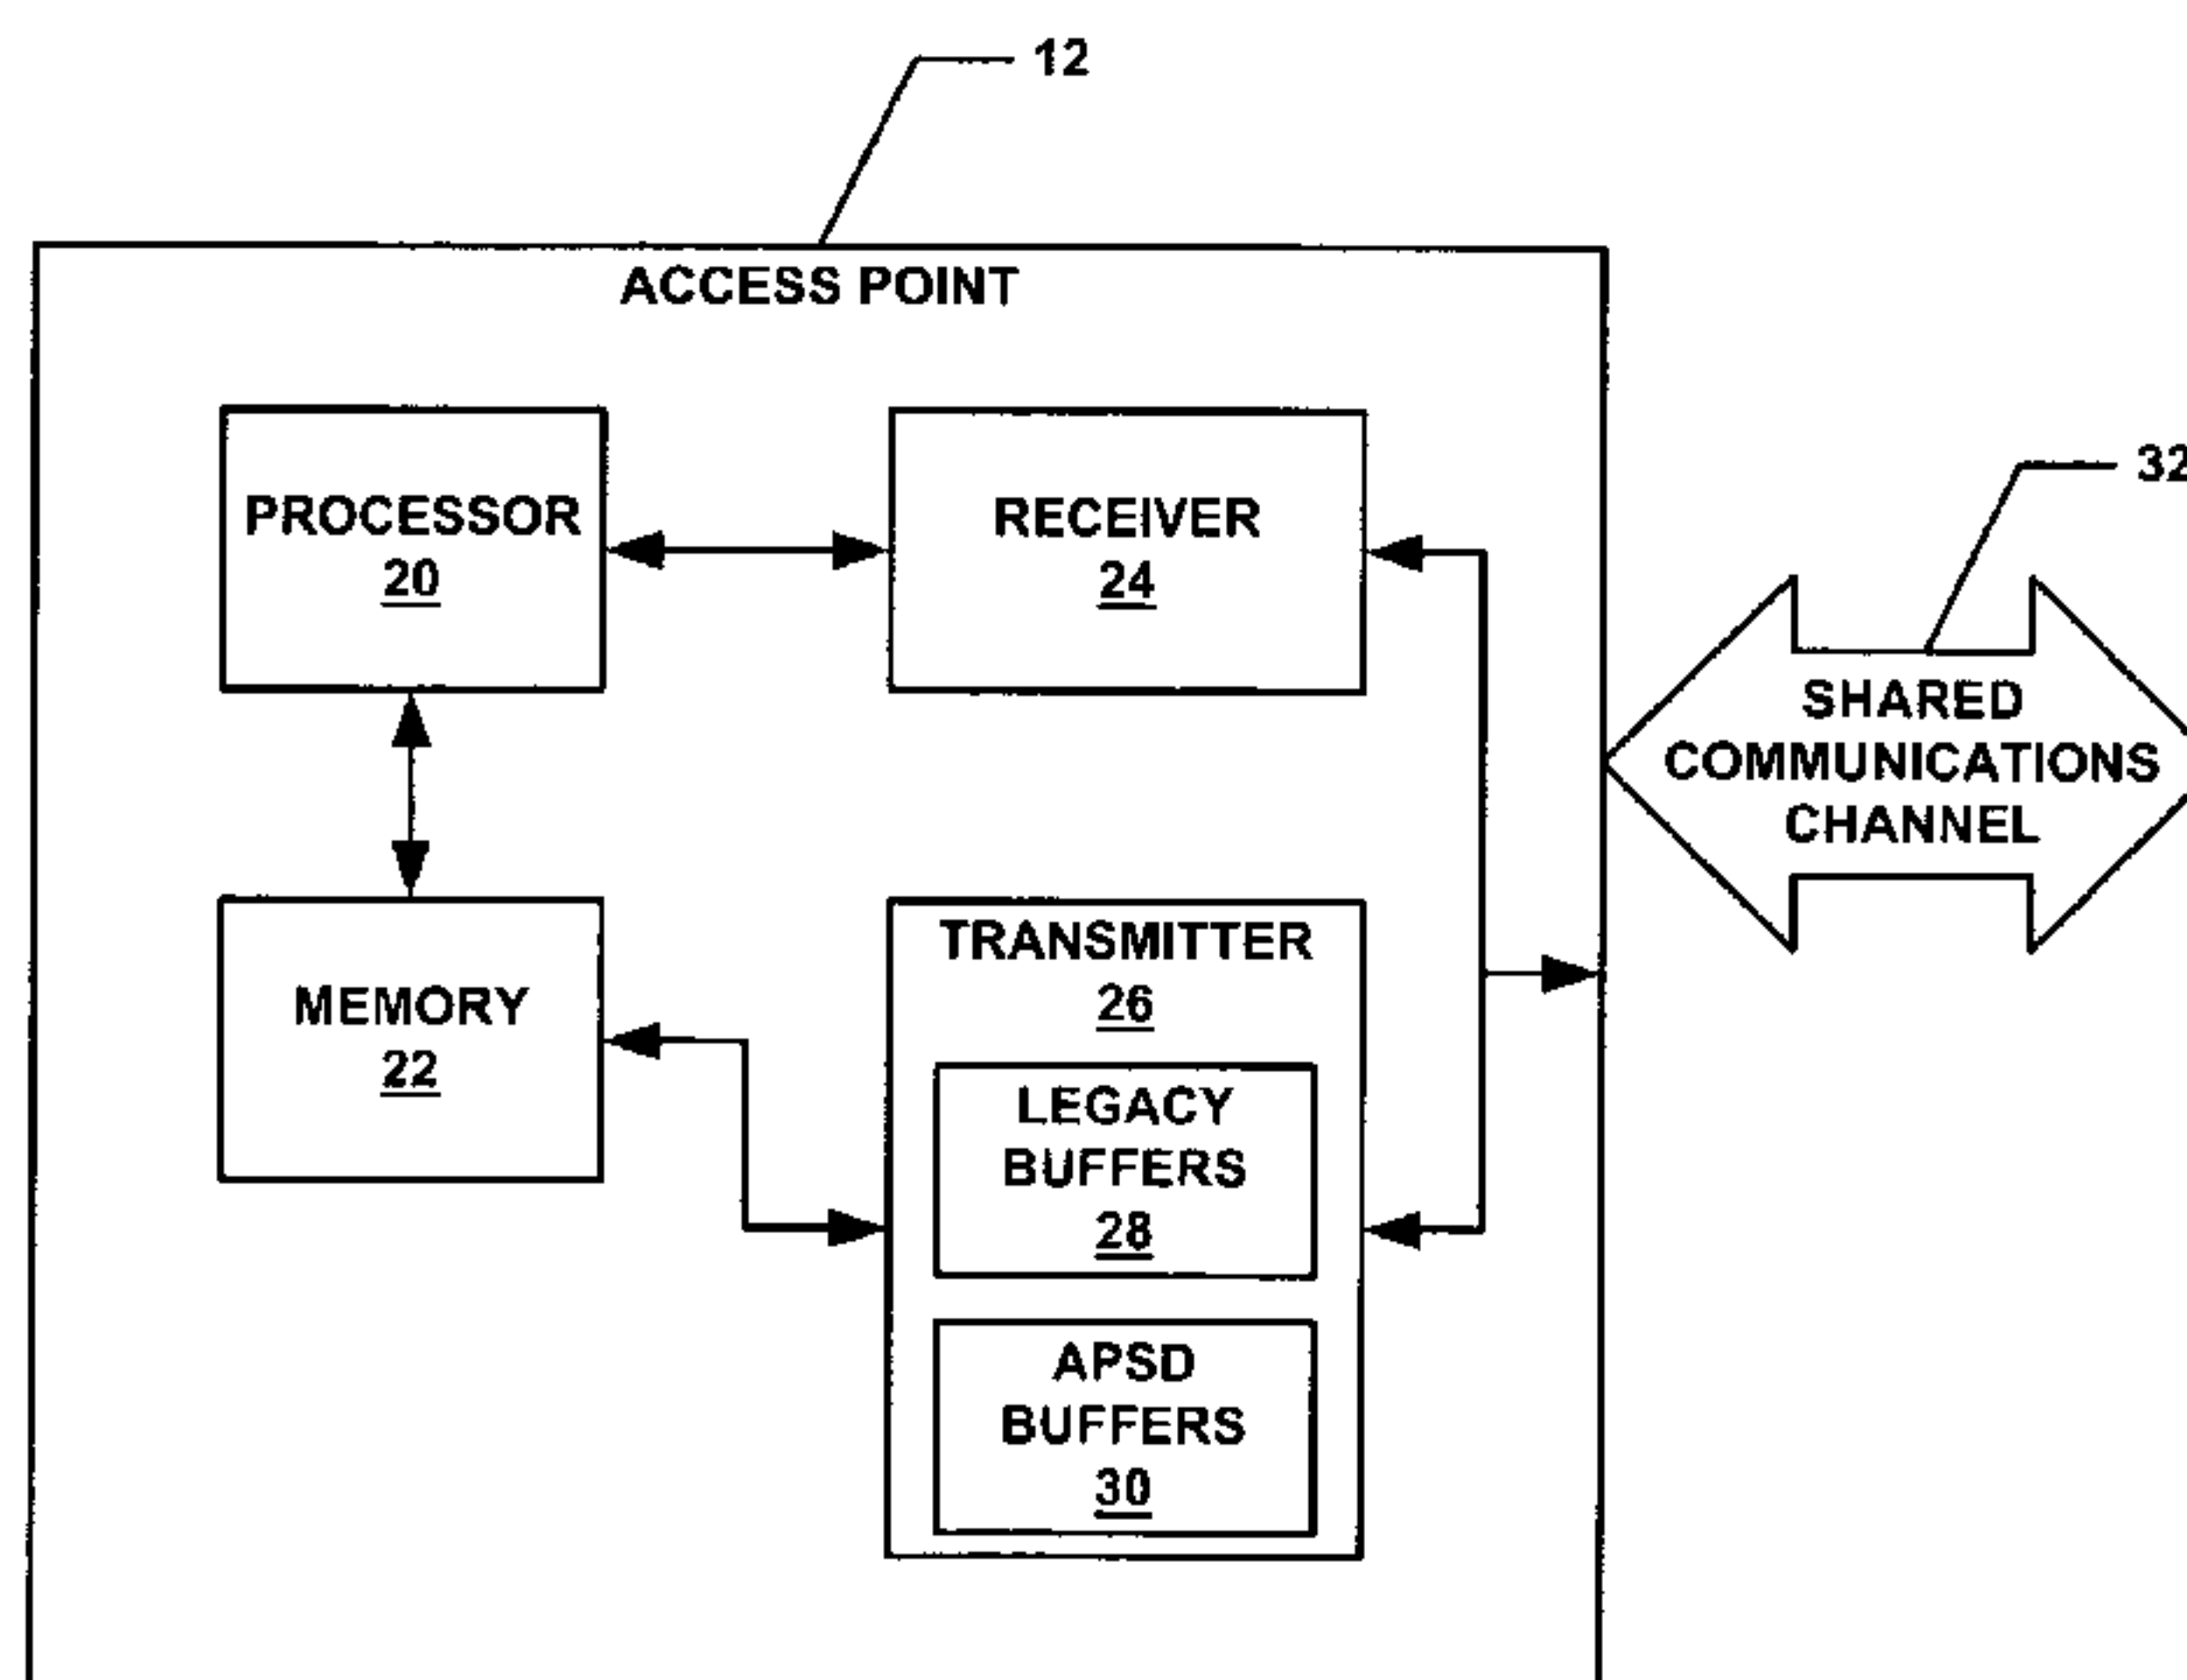 12
ACCESS POINT
PROCESSOR
20
RECEIVER
24
32
SHARED
COMMUNICATIONS
CHANNEL
MEMORY
22
TRANSMITTER
26
LEGACY
BUFFERS
28
APSD
BUFFERS
30